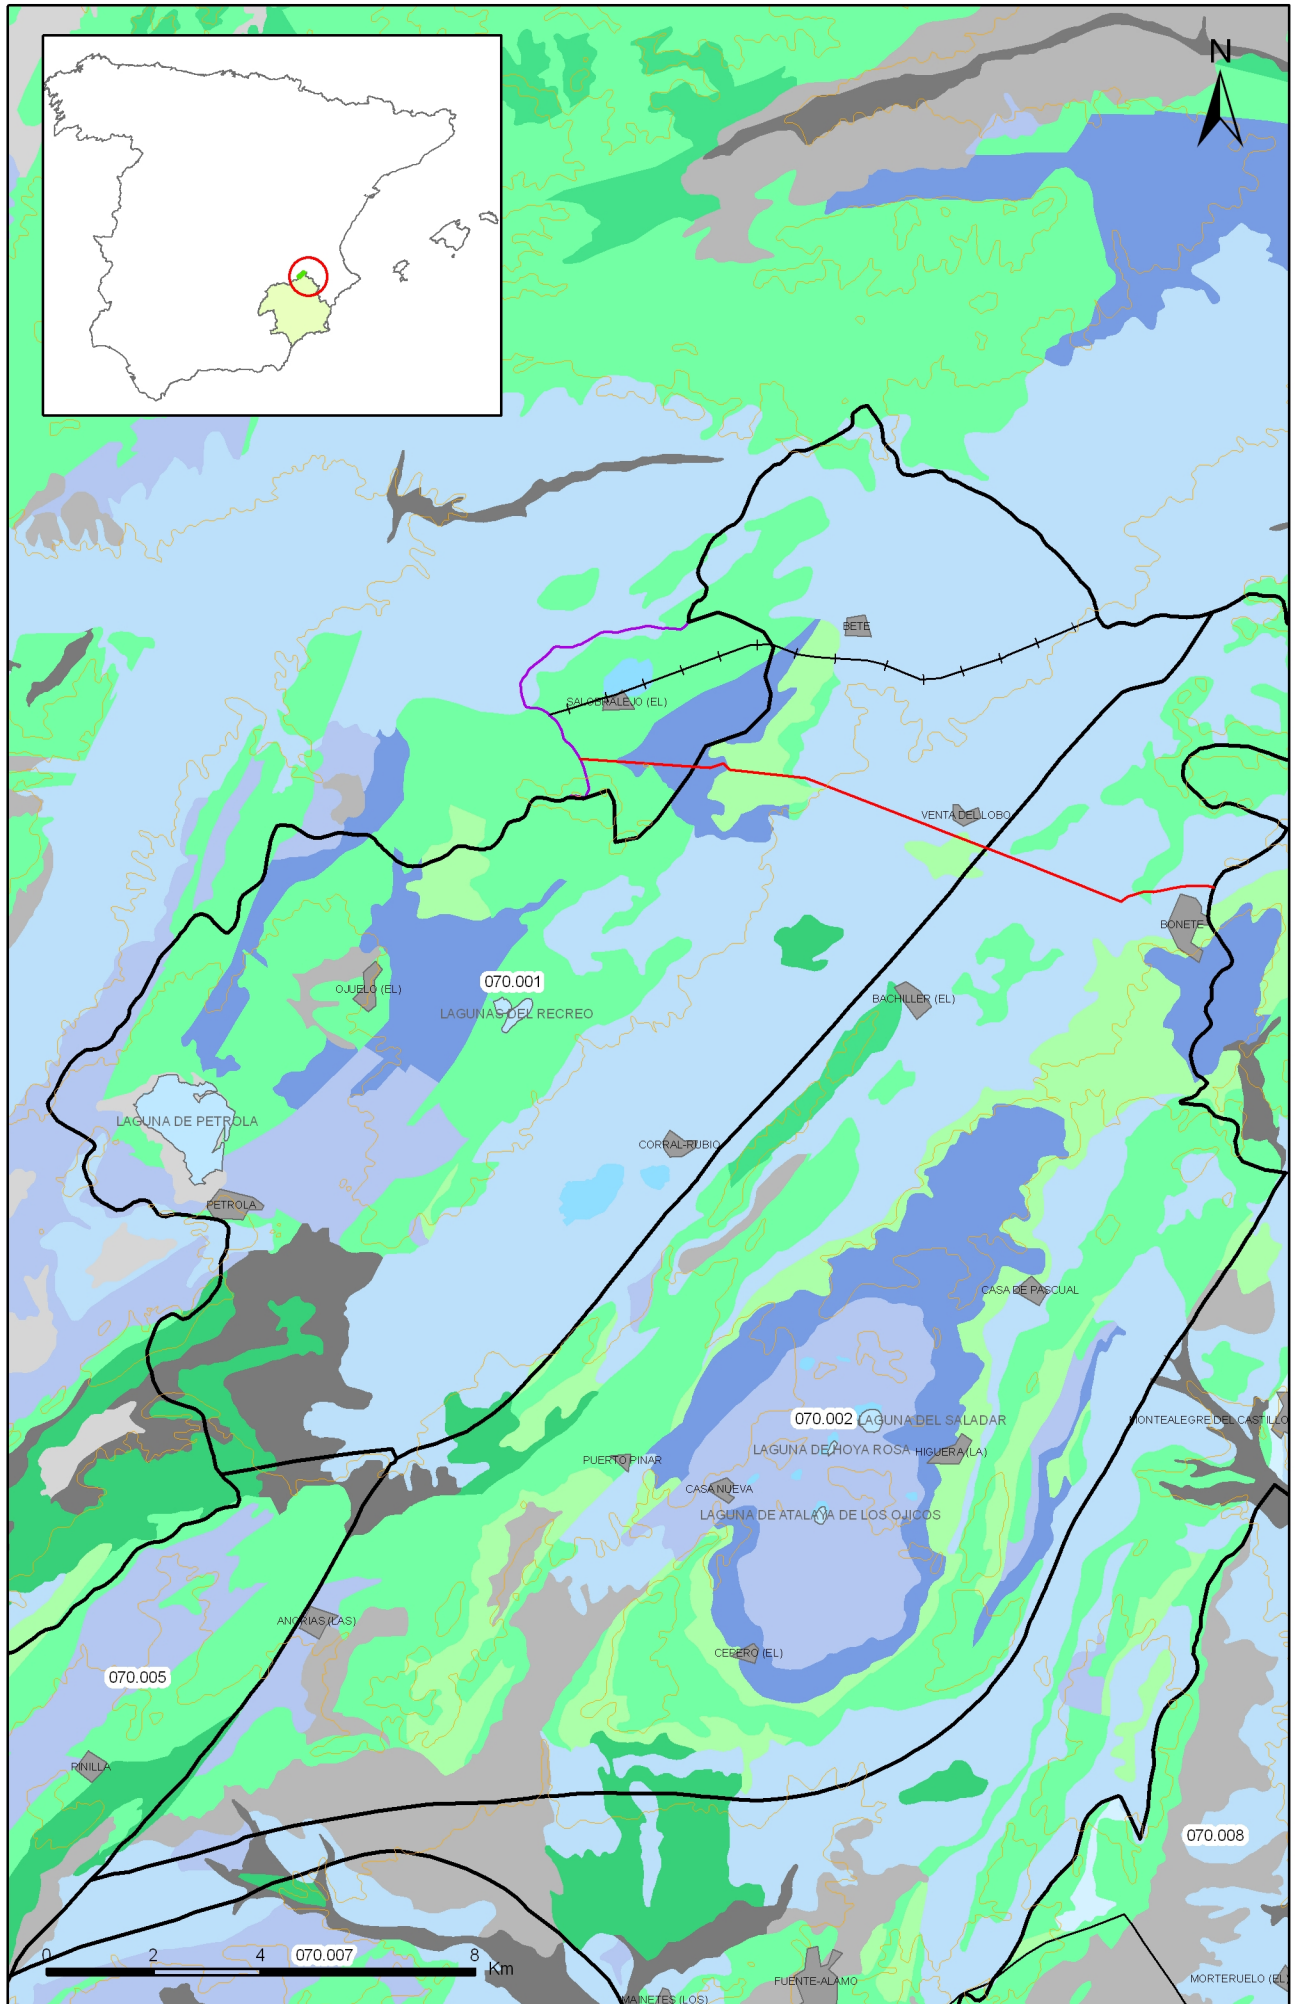 N
BETE
SALOBRALEJO (EL)
VENTA DEL LOBO
BONETE
070.001
OJUELO (EL)
BACHILLER (EL)
LAGUNAS DEL RECREO
LAGUNA DE PETROLA
CORRAL-RUBIO
PETROLA
CASA DE PASCUAL
070.002
LAGUNA DEL SALADAR
MONTEALEGRE DEL CASTILLO
LAGUNA DE HOYA ROSA
HIGUERA (LA)
PUERTO PINAR
CASA NUEVA
LAGUNA DE ATALAYA DE LOS OJICOS
ANORIAS (LAS)
CEPERO (EL)
070.005
PINILLA
070.008
0 2 4 8
Km
070.007
FUENTE-ALAMO
MORTERUELO (EL)
MAINETES (LOS)